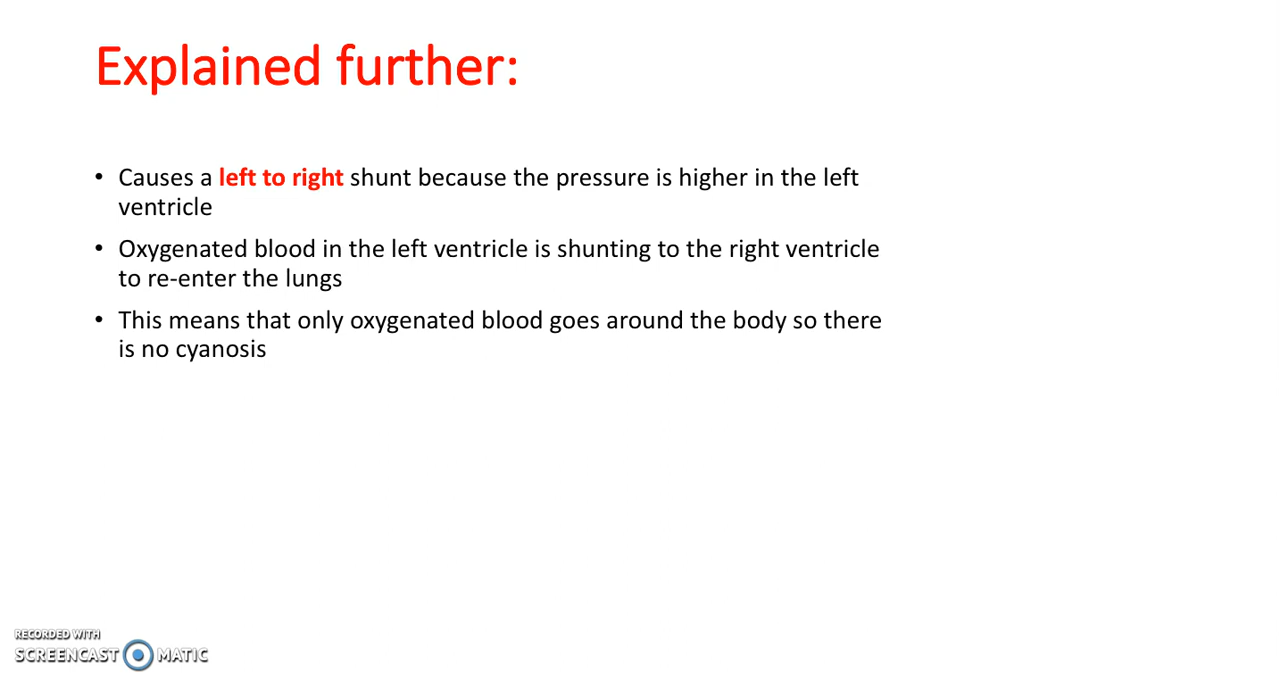 Explained further:
• Causes a left to right shunt because the pressure is higher in the left
ventricle
• Oxygenated blood in the left ventricle is shunting to the right ventricle
to re-enter the lungs
• This means that only oxygenated blood goes around the body so there
is no cyanosis
RECORDED WITH
SCREENCAST MATIC